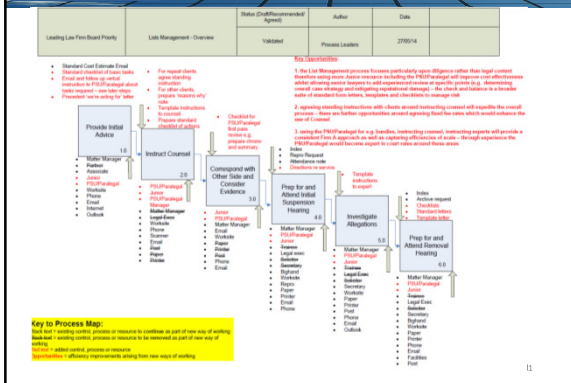 Leading Law Firm Board Priority
Lists Management - Overview
Status (Draft/Recommended/
Agreed)
Validated
Author
Process Leaders
Date
27/05/14
Standard Cost Estimate Email
Standard checklist of basic tasks
Email and follow up verbal
instruction to PSU/Paralegal about
tasks required – see later steps
Precedent 'we're acting for' letter
For repeat clients
agree standing
instruction
For other clients,
prepare 'reasons why'
note
Template instructions
to counsel
Prepare standard
checklist of actions
Checklist for
PSU/Paralegal
first pass
review e.g.
prepare chrono
and summary
Key Opportunities:
1. the List Management process focuses particularly upon diligence rather than legal content
therefore using more Junior resource including the PSU/Paralegal will improve cost effectiveness
whilst allowing senior lawyers to add experienced review at specific points (e.g. determining
overall case strategy and mitigating reputational damage) – the check and balance is a broader
suite of standard form letters, templates and checklists to manage risk
2. agreeing standing instructions with clients around instructing counsel will expedite the overall
process – there are further opportunities around agreeing fixed fee rates which would enhance the
use of Counsel
3. using the PSU/Paralegal for e.g. bundles, instructing counsel, instructing experts will provide a
consistent Firm A approach as well as capturing efficiencies of scale – through experience the
PSU/Paralegal would become expert in court rules around these areas
Provide Initial
Advice
1.0
Instruct Counsel
2.0
Correspond with
Other Side and
Consider
Evidence
3.0
Index
Repro Request
Attendance note
Directions re service
Prep for and
Attend Initial
Suspension
Hearing
4.0
Template
instructions
to expert
Investigate
Allegations
5.0
Index
Archive request
Checklists
Standard letters
Template letter
Prep for and
Attend Removal
Hearing
6.0
Matter Manager
Partner
Associate
Junior
PSU/Paralegal
Worksite
Phone
Email
Internet
Outlook
PSU/Paralegal
Junior
PSU/Paralegal
Manager
Matter Manager
Legal Exec
Worksite
Phone
Scanner
Email
Post
Paper
Printer
Junior
PSU/Paralegal
Matter Manager
Email
Worksite
Paper
Printer
Post
Phone
Email
Matter Manager
PSU/Paralegal
Junior
Trainee
Legal exec
Solicitor
Secretary
Bighand
Worksite
Repro
Paper
Printer
Email
Phone
Matter Manager
PSU/Paralegal
Junior
Trainee
Legal Exec
Solicitor
Secretary
Worksite
Paper
Printer
Post
Phone
Email
Outlook
Matter Manager
PSU/Paralegal
Junior
Trainee
Legal Exec
Solicitor
Secretary
Bighand
Worksite
Paper
Printer
Phone
Email
Facilities
Post
Key to Process Map:
Black text = existing control, process or resource to continue as part of new way of working
Black text = existing control, process or resource to be removed as part of new way of
working
Red text = added control, process or resource
Opportunities = efficiency improvements arising from new ways of working